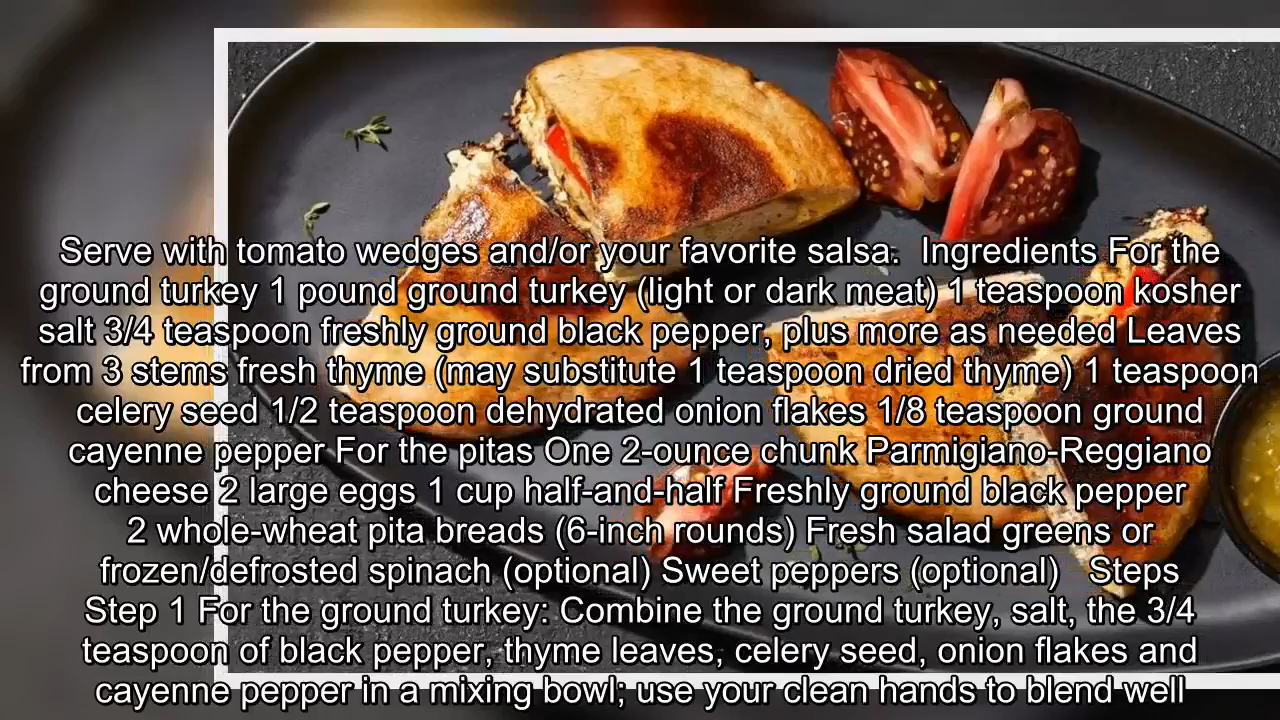 Serve with tomato wedges and/or your favorite salsa.  Ingredients For the
ground turkey 1 pound ground turkey (light or dark meat) 1 teaspoon kosher
salt 3/4 teaspoon freshly ground black pepper, plus more as needed Leaves
from 3 stems fresh thyme (may substitute 1 teaspoon dried thyme) 1 teaspoon
celery seed 1/2 teaspoon dehydrated onion flakes 1/8 teaspoon ground
cayenne pepper For the pitas One 2-ounce chunk Parmigiano-Reggiano
cheese 2 large eggs 1 cup half-and-half Freshly ground black pepper
2 whole-wheat pita breads (6-inch rounds) Fresh salad greens or
frozen/defrosted spinach (optional) Sweet peppers (optional)   Steps
Step 1 For the ground turkey: Combine the ground turkey, salt, the 3/4
teaspoon of black pepper, thyme leaves, celery seed, onion flakes and
cayenne pepper in a mixing bowl; use your clean hands to blend well